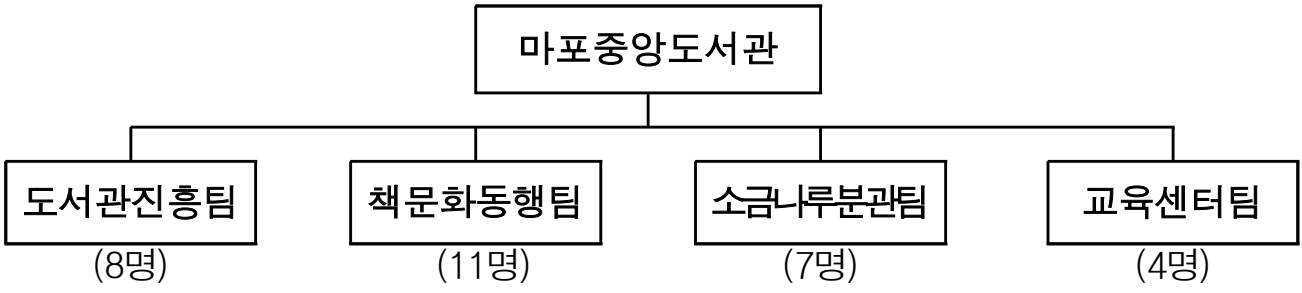 마포중앙도서관
도서관진흥팀 책문화동행팀 소금나루분관팀 교육센터팀
(8명) (11명) (7명) (4명)